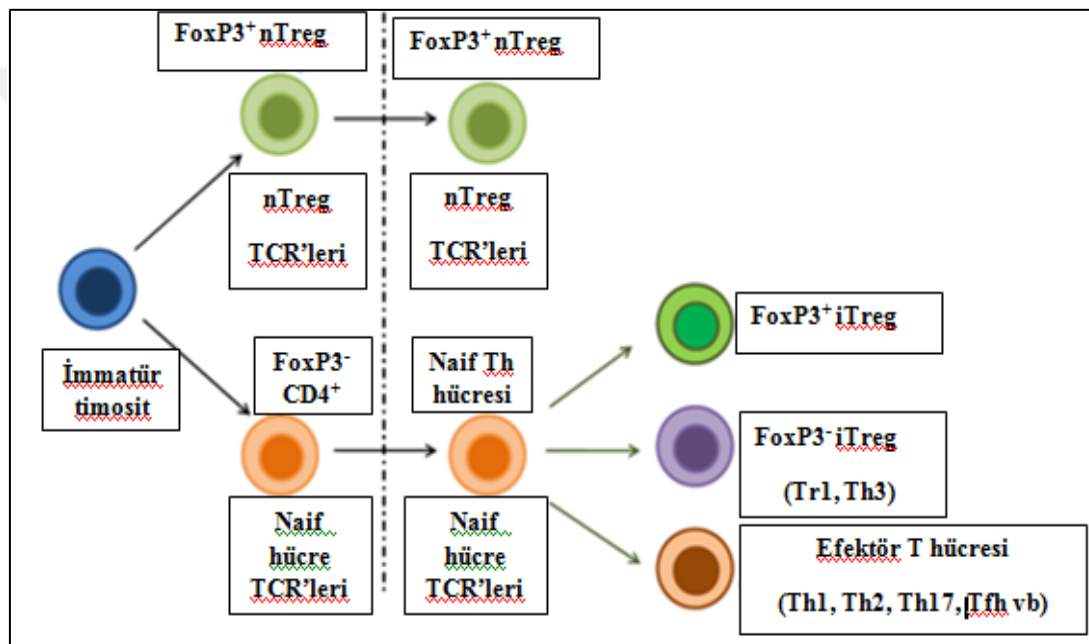 FoxP3⁺ nTreg
FoxP3⁺ nTreg
nTreg
TCR’leri
nTreg
TCR’leri
İmmatür
timosit
FoxP3⁻
CD4⁺
Naif Th
hücresi
FoxP3⁺ iTreg
FoxP3⁻ iTreg
(Tr1, Th3)
Naif
hücre
TCR’leri
Naif
hücre
TCR’leri
Efektör T hücresi
(Th1, Th2, Th17, Tfh vb)